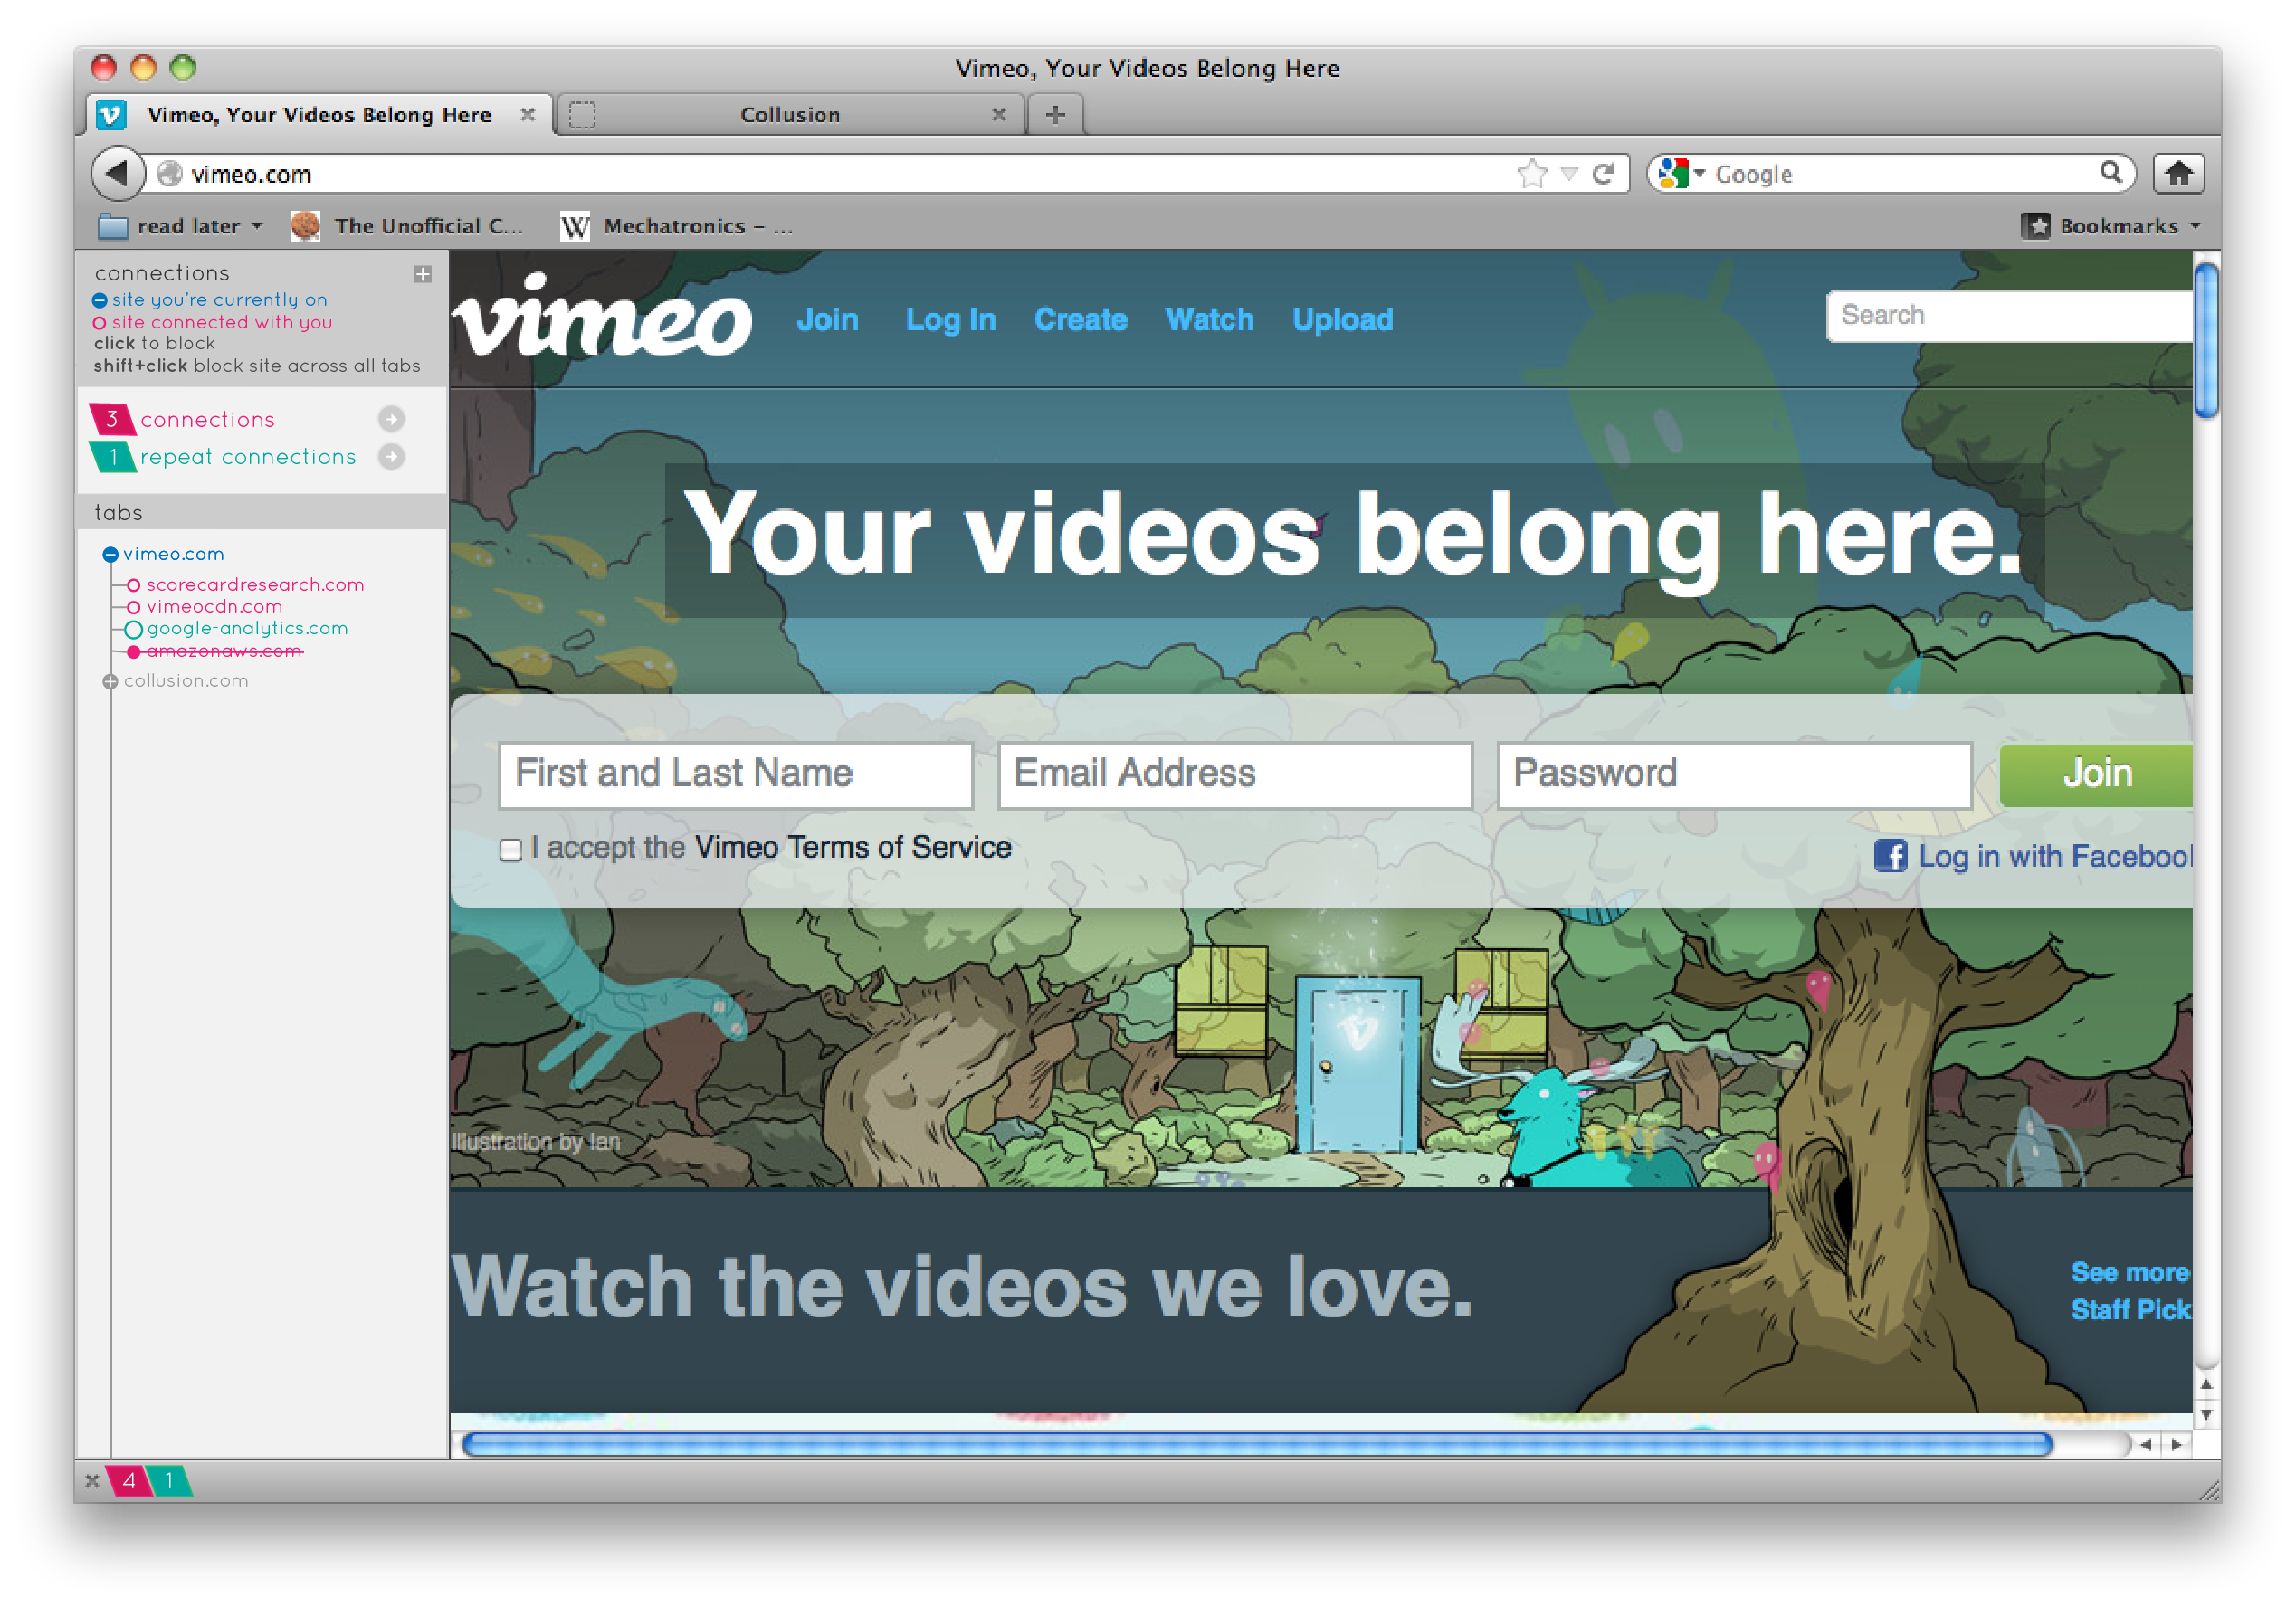 Vimeo, Your Videos Belong Here
Vimeo, Your Videos Belong Here
Collusion
vimeo.com
Google
read later
The Unofficial C...
W Mechatronics – ...
Bookmarks
connections
site you're currently on
site connected with you
click to block
shift+click block site across all tabs
3 connections
1 repeat connections
tabs
vimeo.com
scorecardresearch.com
vimeocdn.com
google-analytics.com
amazonaws.com
collusion.com
4 1
vimeo
Join
Log In
Create
Watch
Upload
Search
Your videos belong here.
First and Last Name
Email Address
Password
Join
I accept the Vimeo Terms of Service
f Log in with Facebook
Illustration by Ian
Watch the videos we love.
See more
Staff Pick